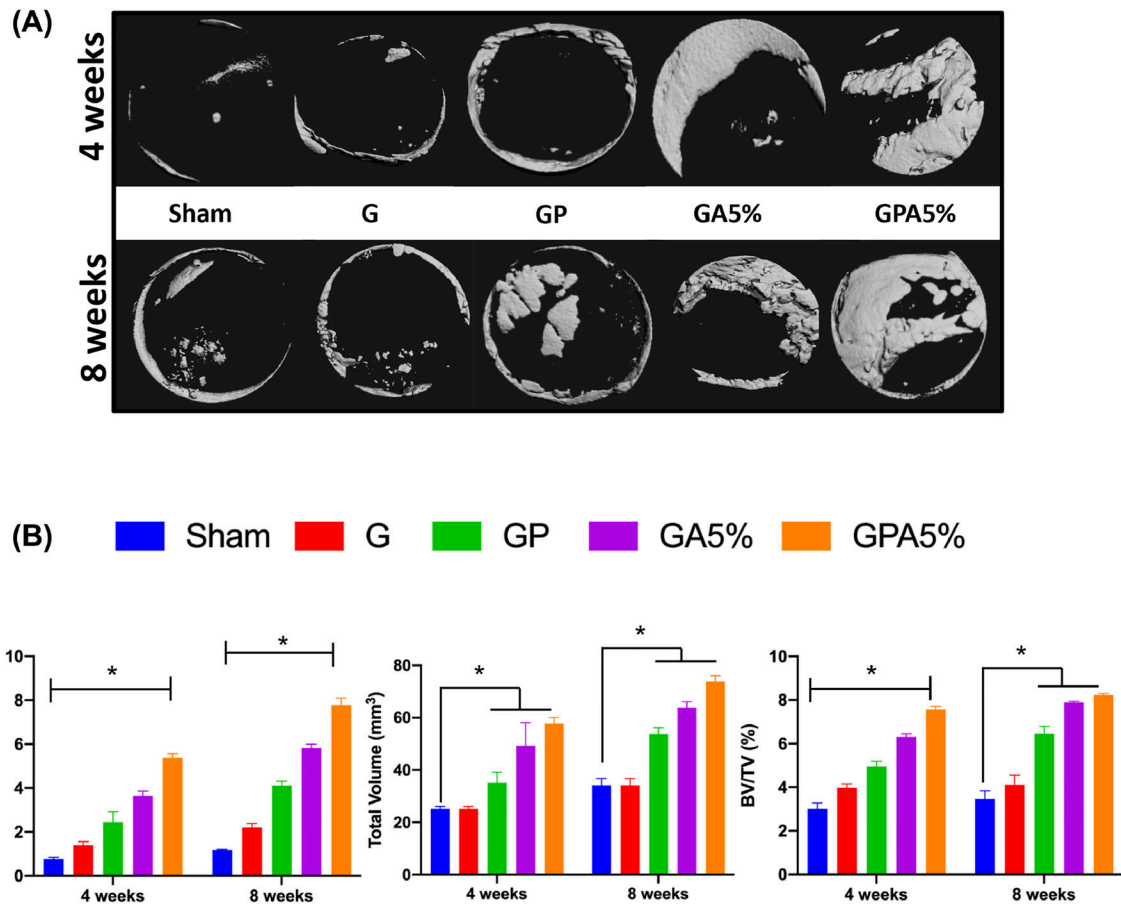 (A)
4 weeks
Sham G GP GA5% GPA5%
8 weeks
(B)
Sham G GP GA5% GPA5%
10
8
6
4
2
0
*
*
4 weeks 8 weeks
Total Volume (mm³)
80
60
40
20
0
*
*
4 weeks 8 weeks
BV/TV (%)
10
8
6
4
2
0
*
*
4 weeks 8 weeks